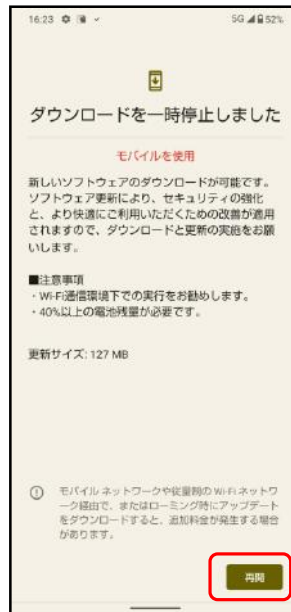 16:23
5G 52%
ダウンロードを一時停止しました
モバイルを使用
新しいソフトウェアのダウンロードが可能です。
ソフトウェア更新により、セキュリティの強化
と、より快適にご利用いただくための改善が適用
されますので、ダウンロードと更新の実施をお願
いします。
■注意事項
・Wi-Fi通信環境下での実行をお勧めします。
・40%以上の電池残量が必要です。
更新サイズ: 127 MB
モバイル ネットワークや従量制の Wi-Fi ネットワ
ーク経由で、またはローミング時にアップデート
をダウンロードすると、追加料金が発生する場合
があります。
再開